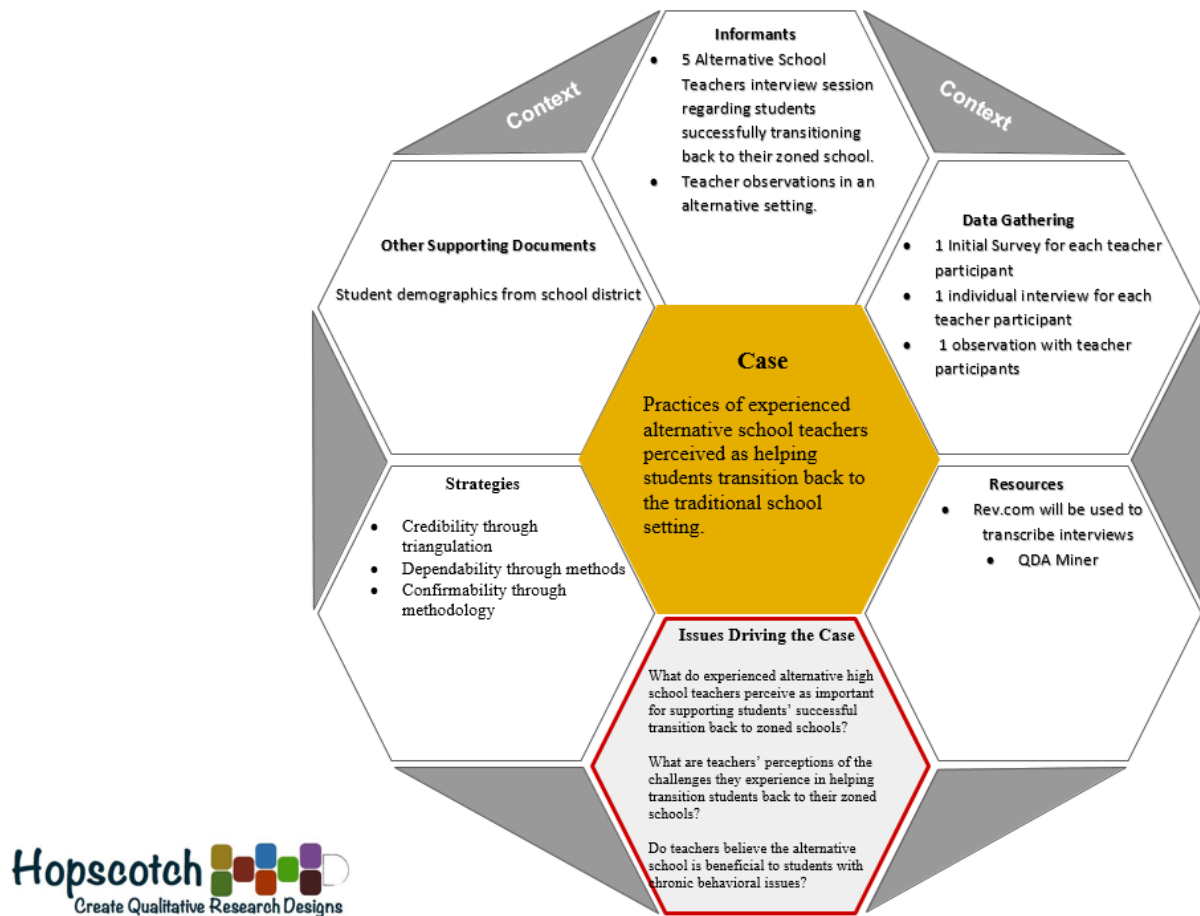 Context
Context
Informants
• 5 Alternative School
Teachers interview session
regarding students
successfully transitioning
back to their zoned school.
• Teacher observations in an
alternative setting.
Other Supporting Documents
Student demographics from school district
Data Gathering
• 1 Initial Survey for each teacher
participant
• 1 individual interview for each
teacher participant
• 1 observation with teacher
participants
Case
Practices of experienced
alternative school teachers
perceived as helping
students transition back to
the traditional school
setting.
Strategies
• Credibility through
triangulation
• Dependability through methods
• Confirmability through
methodology
Resources
• Rev.com will be used to
transcribe interviews
• QDA Miner
Issues Driving the Case
What do experienced alternative high
school teachers perceive as important
for supporting students’ successful
transition back to zoned schools?
What are teachers’ perceptions of the
challenges they experience in helping
transition students back to their zoned
schools?
Do teachers believe the alternative
school is beneficial to students with
chronic behavioral issues?
Hopscotch
Create Qualitative Research Designs